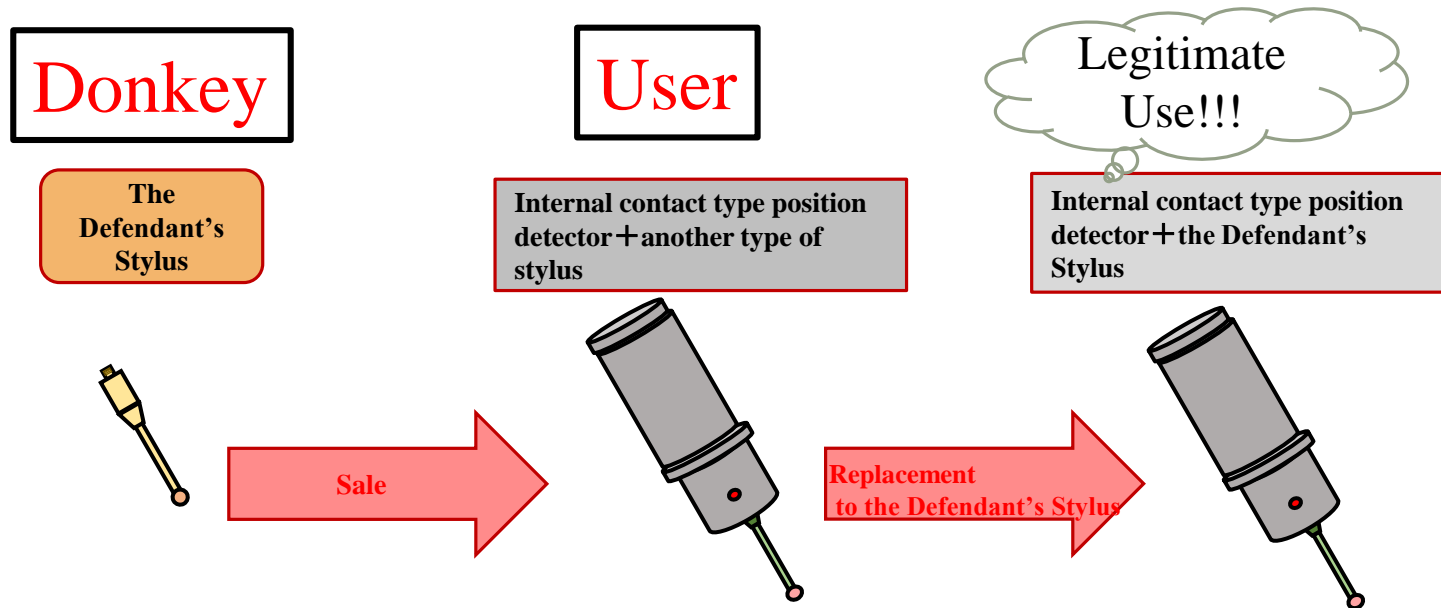 Donkey
User
Legitimate
Use!!!
The
Defendant’s
Stylus
Internal contact type position
detector＋another type of
stylus
Internal contact type position
detector＋the Defendant’s
Stylus
Sale
Replacement
to the Defendant’s Stylus